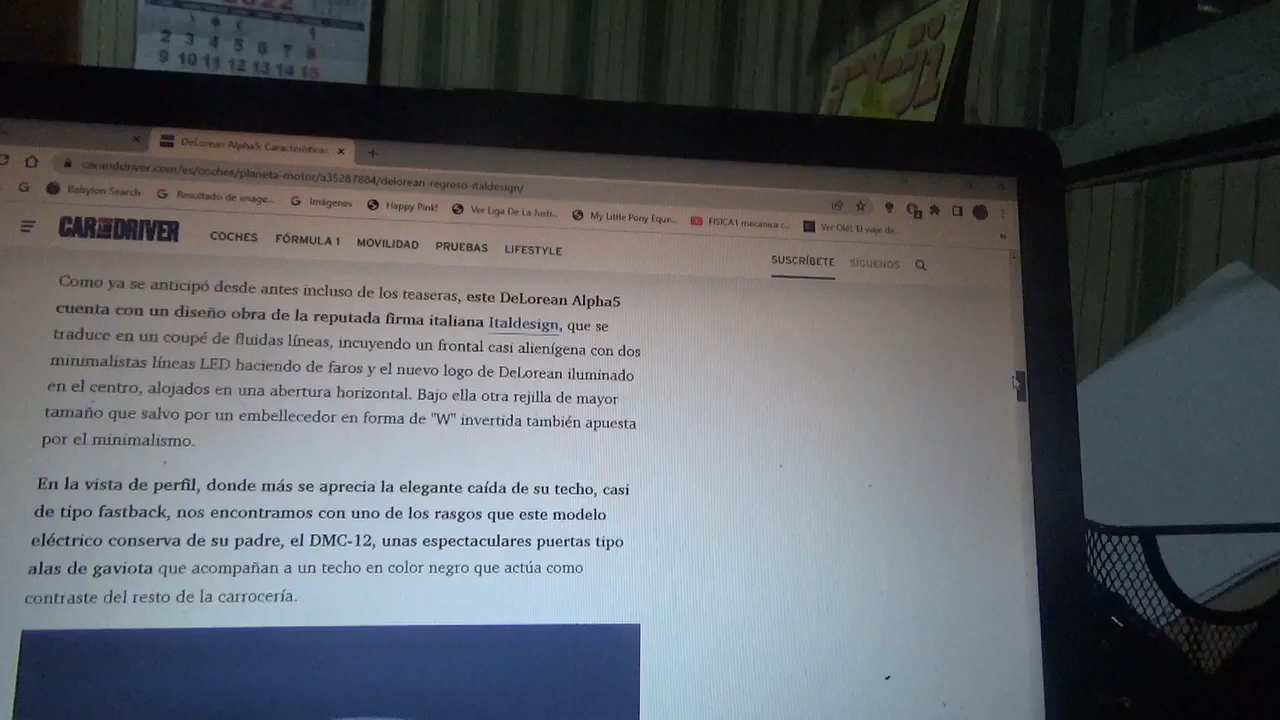 2022
1
2 3 4 5 6 7 8
9 10 11 12 13 14 15
DeLorean Alpha5: Características
caranddriver.com/es/coches/planeta-motor/a35287884/delorean-regreso-italdesign/
Babylon Search
Resultado de image...
Imágenes
Happy Pink!
Ver Liga De La Justi...
My Little Pony Eque...
FISICA1 mecanica c...
Ver Olé!: El viaje de...
CAR AND DRIVER
COCHES
FÓRMULA 1
MOVILIDAD
PRUEBAS
LIFESTYLE
SUSCRÍBETE
SÍGUENOS
Como ya se anticipó desde antes incluso de los teaseras, este DeLorean Alpha5
cuenta con un diseño obra de la reputada firma italiana Italdesign, que se
traduce en un coupé de fluidas líneas, incuyendo un frontal casi alienígena con dos
minimalistas líneas LED haciendo de faros y el nuevo logo de DeLorean iluminado
en el centro, alojados en una abertura horizontal. Bajo ella otra rejilla de mayor
tamaño que salvo por un embellecedor en forma de "W" invertida también apuesta
por el minimalismo.
En la vista de perfil, donde más se aprecia la elegante caída de su techo, casi
de tipo fastback, nos encontramos con uno de los rasgos que este modelo
eléctrico conserva de su padre, el DMC-12, unas espectaculares puertas tipo
alas de gaviota que acompañan a un techo en color negro que actúa como
contraste del resto de la carrocería.